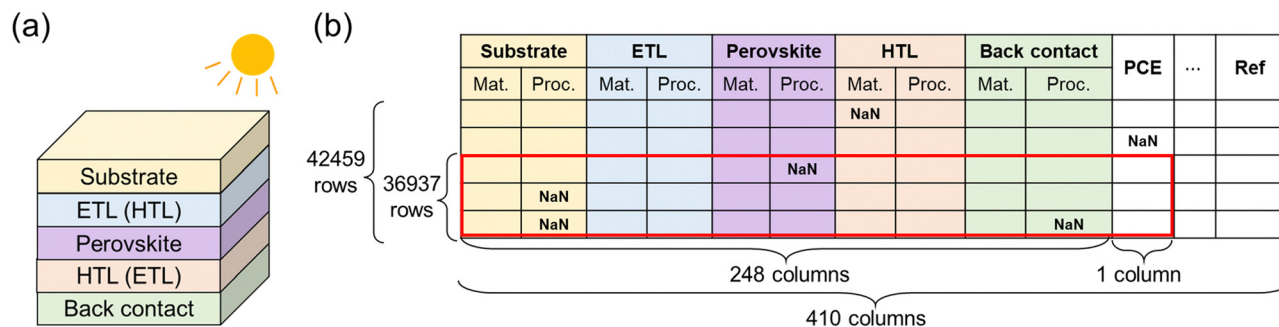 (a)
Substrate
ETL (HTL)
Perovskite
HTL (ETL)
Back contact
(b)
Substrate ETL Perovskite HTL Back contact PCE ... Ref
Mat. Proc. Mat. Proc. Mat. Proc. Mat. Proc. Mat. Proc.
NaN
NaN
NaN
NaN
NaN NaN
42459
rows
36937
rows
248 columns 1 column
410 columns